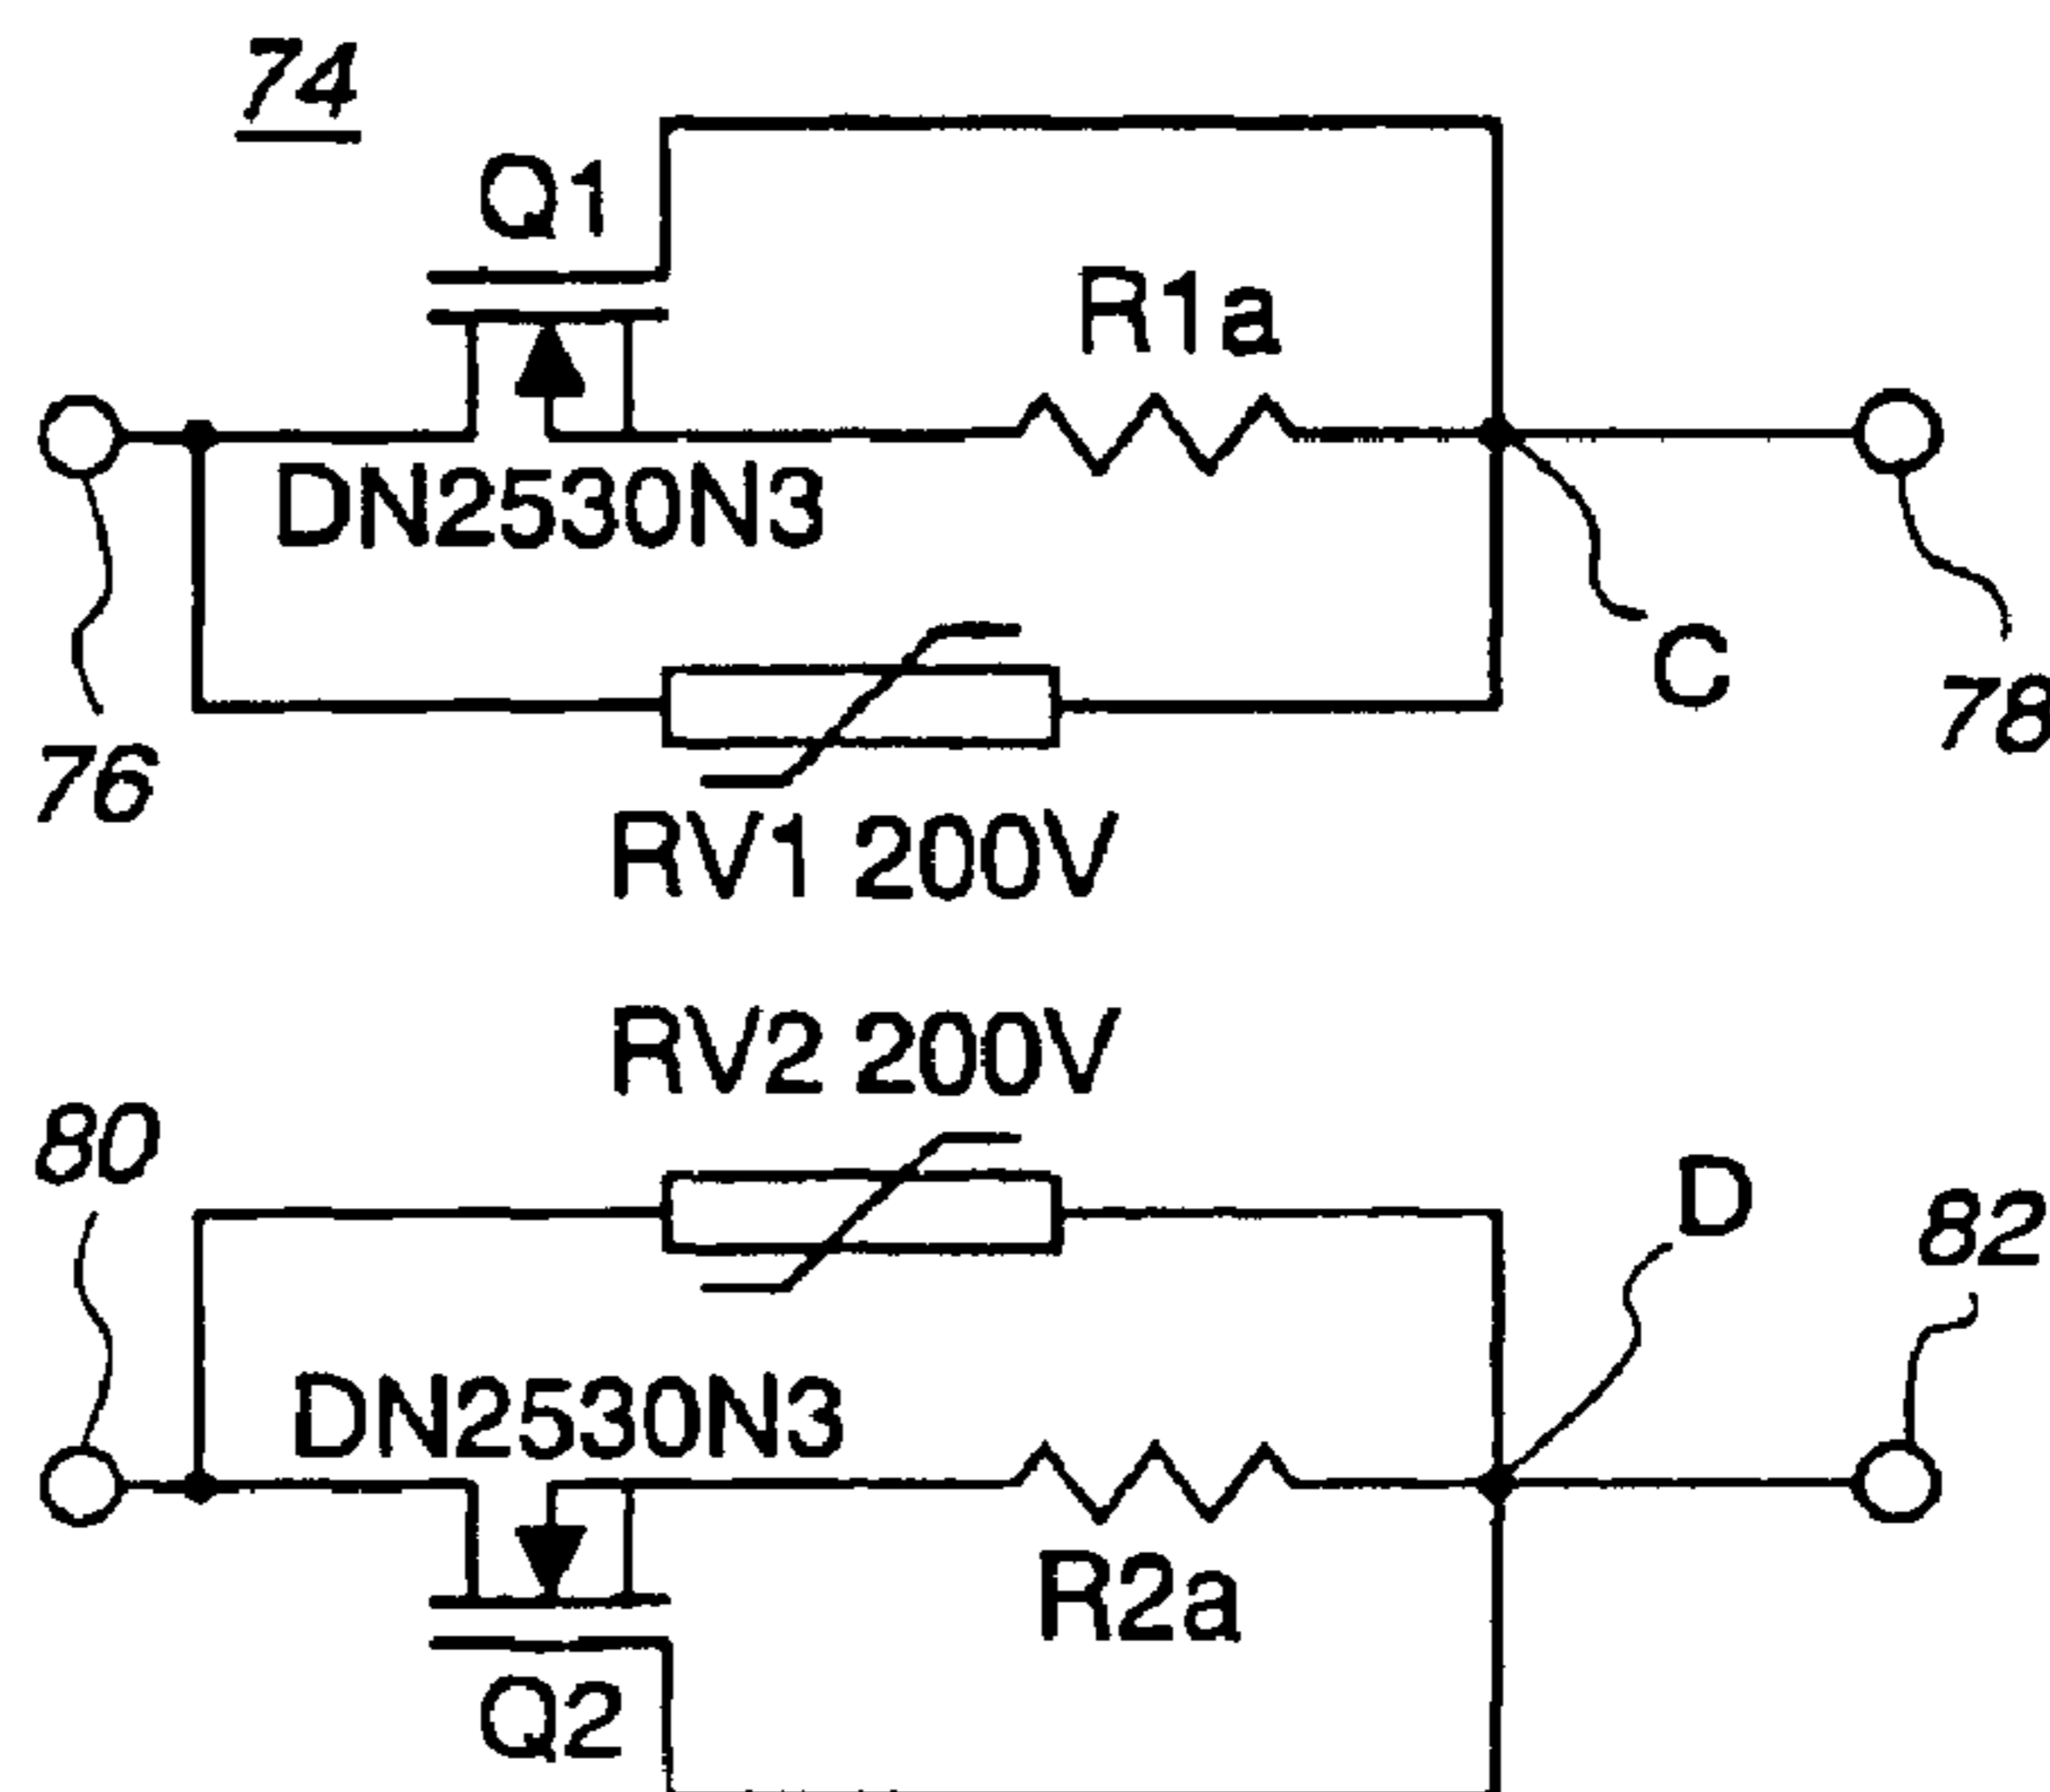 74
Q1
R1a
DN2530N3
C
78
76
RV1 200V
RV2 200V
80
D
82
DN2530N3
R2a
Q2